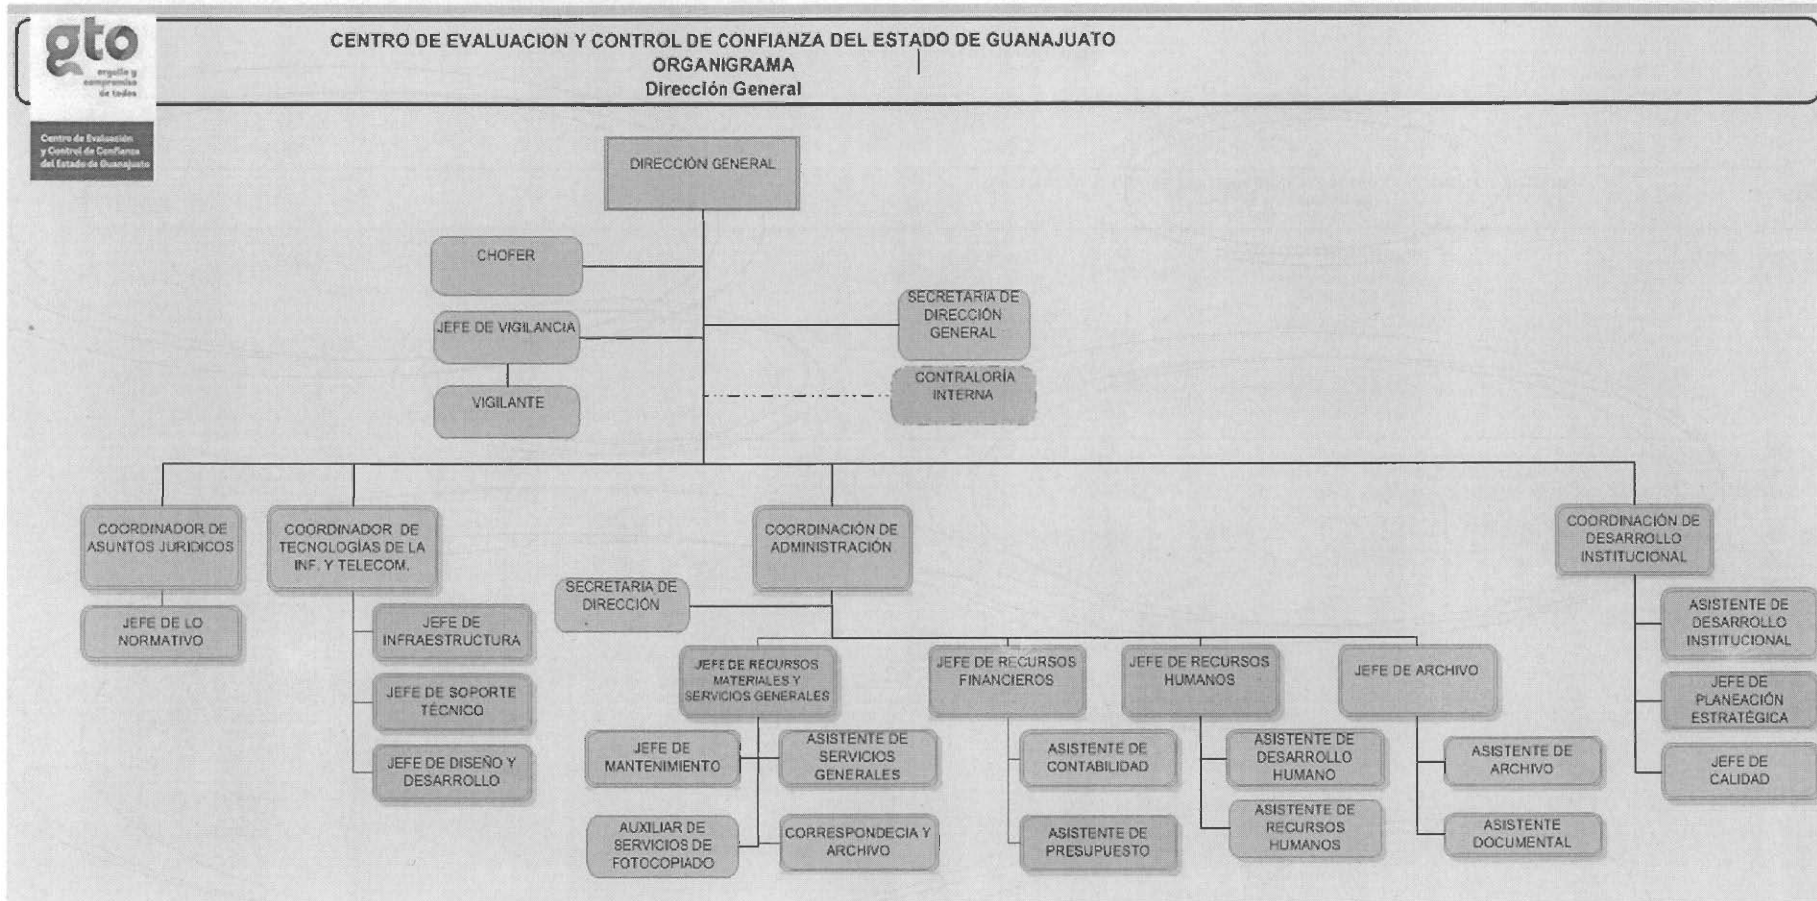 gto
orgullo y
compromiso
de todos
Centro de Evaluación
y Control de Confianza
del Estado de Guanajuato
CENTRO DE EVALUACION Y CONTROL DE CONFIANZA DEL ESTADO DE GUANAJUATO
ORGANIGRAMA
Dirección General
DIRECCIÓN GENERAL
CHOFER
JEFE DE VIGILANCIA
VIGILANTE
SECRETARIA DE
DIRECCIÓN
GENERAL
CONTRALORÍA
INTERNA
COORDINADOR DE
ASUNTOS JURIDICOS
JEFE DE LO
NORMATIVO
COORDINADOR DE
TECNOLOGÍAS DE LA
INF. Y TELECOM.
JEFE DE
INFRAESTRUCTURA
JEFE DE SOPORTE
TÉCNICO
JEFE DE DISEÑO Y
DESARROLLO
COORDINACIÓN DE
ADMINISTRACIÓN
SECRETARIA DE
DIRECCIÓN
JEFE DE RECURSOS
MATERIALES Y
SERVICIOS GENERALES
JEFE DE
MANTENIMIENTO
ASISTENTE DE
SERVICIOS
GENERALES
AUXILIAR DE
SERVICIOS DE
FOTOCOPIADO
CORRESPONDECIA Y
ARCHIVO
JEFE DE RECURSOS
FINANCIEROS
ASISTENTE DE
CONTABILIDAD
ASISTENTE DE
PRESUPUESTO
JEFE DE RECURSOS
HUMANOS
ASISTENTE DE
DESARROLLO
HUMANO
ASISTENTE DE
RECURSOS
HUMANOS
JEFE DE ARCHIVO
ASISTENTE DE
ARCHIVO
ASISTENTE
DOCUMENTAL
COORDINACIÓN DE
DESARROLLO
INSTITUCIONAL
ASISTENTE DE
DESARROLLO
INSTITUCIONAL
JEFE DE
PLANEACIÓN
ESTRATÉGICA
JEFE DE
CALIDAD